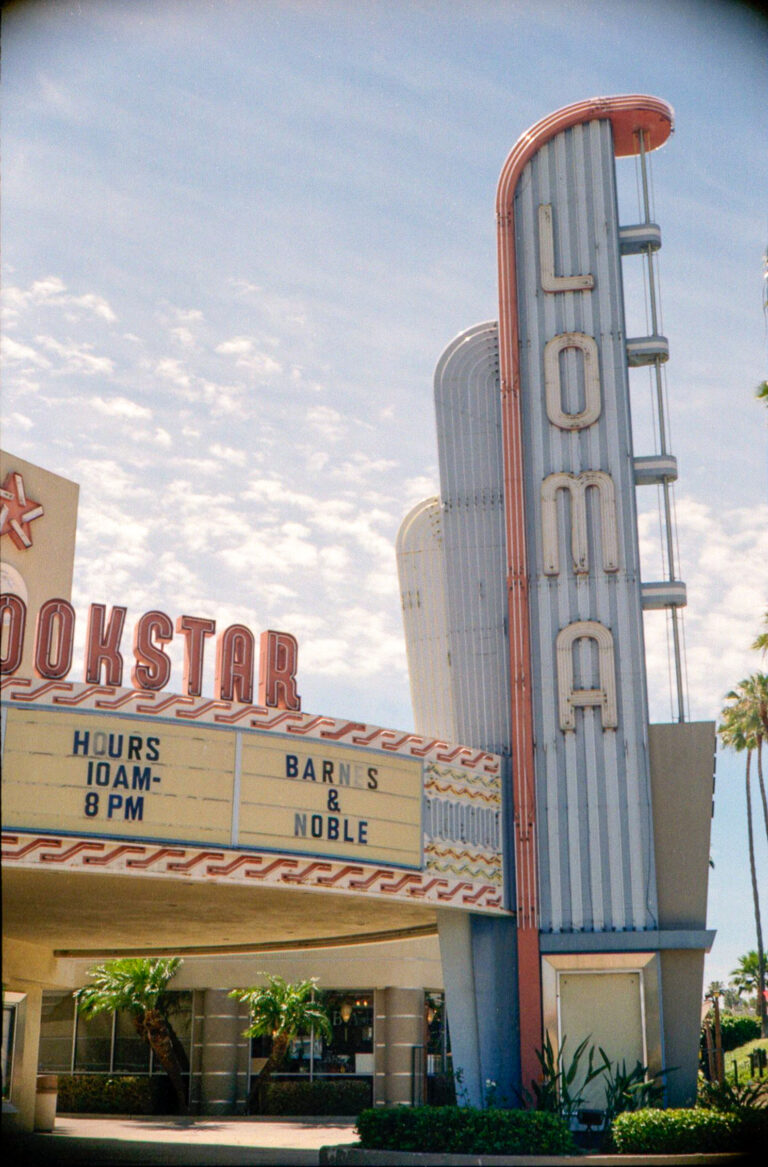 LOMA
OOKSTAR
HOURS
10AM-
8 PM
BARNES
&
NOBLE